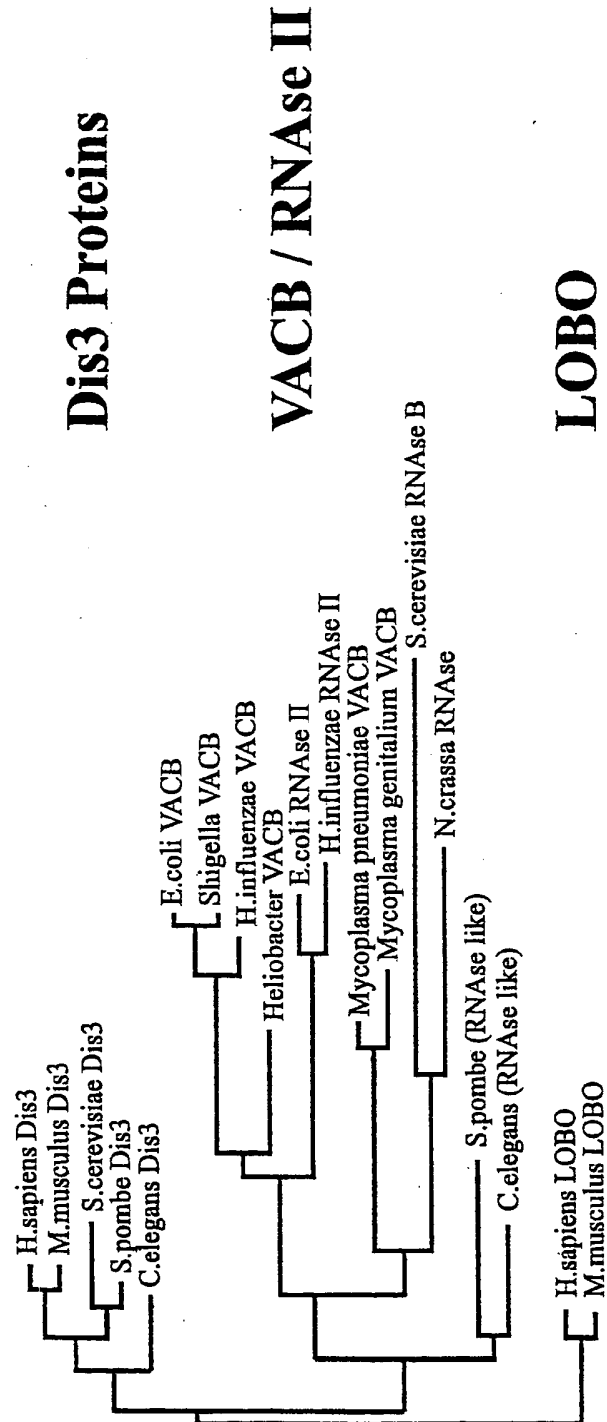 H.sapiens Dis3
M.musculus Dis3
S.cerevisiae Dis3
S.pombe Dis3
C.elegans Dis3
Dis3 Proteins
E.coli VACB
Shigella VACB
H.influenzae VACB
Heliobacter VACB
E.coli RNAse II
H.influenzae RNAse II
Mycoplasma pneumoniae VACB
Mycoplasma genitalium VACB
S.cerevisiae RNAse B
N.crassa RNAse
S.pombe (RNAse like)
C.elegans (RNAse like)
VACB / RNAse II
H.sapiens LOBO
M.musculus LOBO
LOBO